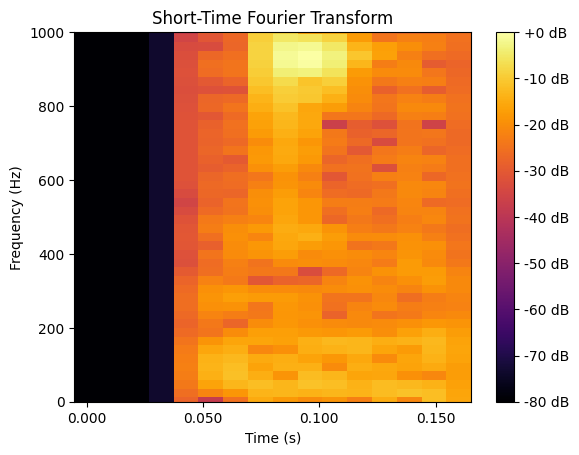 Short-Time Fourier Transform
1000
800
600
400
200
0
Frequency (Hz)
0.000
0.050
0.100
0.150
Time (s)
+0 dB
-10 dB
-20 dB
-30 dB
-40 dB
-50 dB
-60 dB
-70 dB
-80 dB